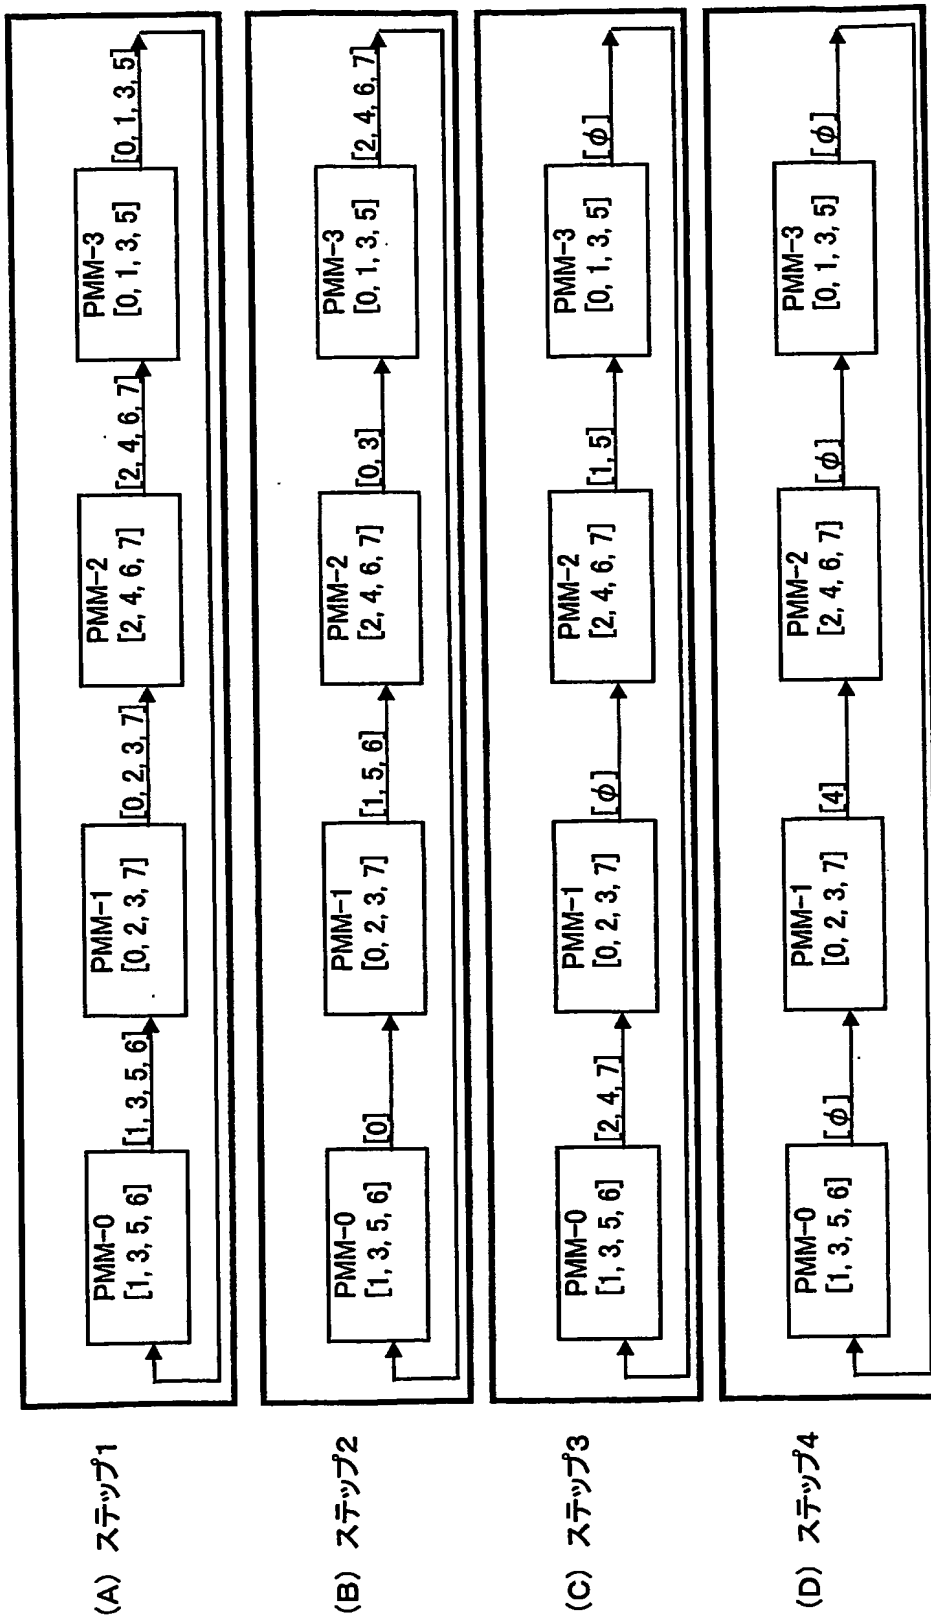 (A) ステップ1
PMM-0
[1, 3, 5, 6]
[1, 3, 5, 6]
PMM-1
[0, 2, 3, 7]
[0, 2, 3, 7]
PMM-2
[2, 4, 6, 7]
[2, 4, 6, 7]
PMM-3
[0, 1, 3, 5]
[0, 1, 3, 5]
(B) ステップ2
PMM-0
[1, 3, 5, 6]
[0]
PMM-1
[0, 2, 3, 7]
[1, 5, 6]
PMM-2
[2, 4, 6, 7]
[0, 3]
PMM-3
[0, 1, 3, 5]
[2, 4, 6, 7]
(C) ステップ3
PMM-0
[1, 3, 5, 6]
[2, 4, 7]
PMM-1
[0, 2, 3, 7]
[φ]
PMM-2
[2, 4, 6, 7]
[1, 5]
PMM-3
[0, 1, 3, 5]
[φ]
(D) ステップ4
PMM-0
[1, 3, 5, 6]
[φ]
PMM-1
[0, 2, 3, 7]
[4]
PMM-2
[2, 4, 6, 7]
[φ]
PMM-3
[0, 1, 3, 5]
[φ]